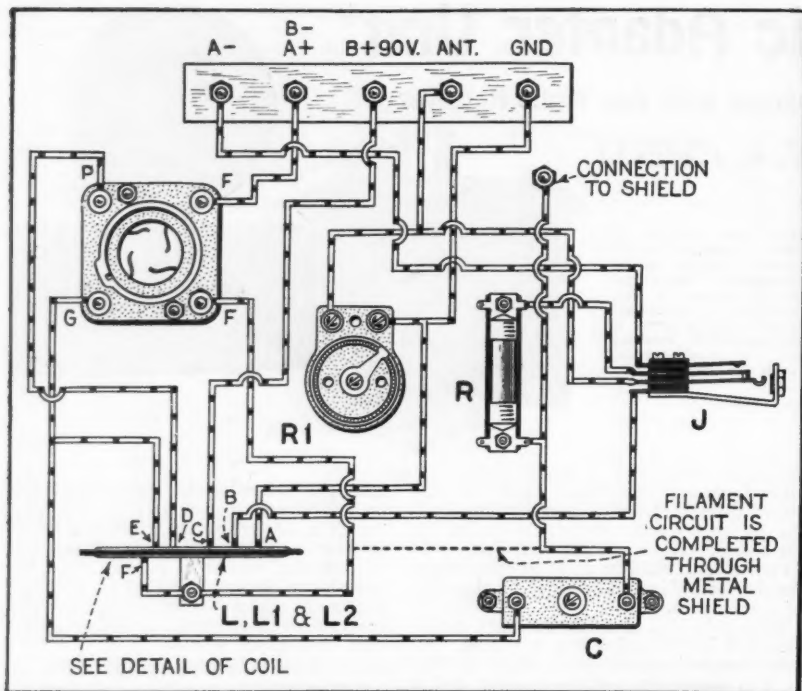 B-
A- A+ B+90V. ANT. GND
P
F
CONNECTION
TO SHIELD
G
F
R
J
R1
FILAMENT
CIRCUIT IS
COMPLETED
THROUGH
METAL
SHIELD
E D C B A
F
L, L1 & L2
C
SEE DETAIL OF COIL